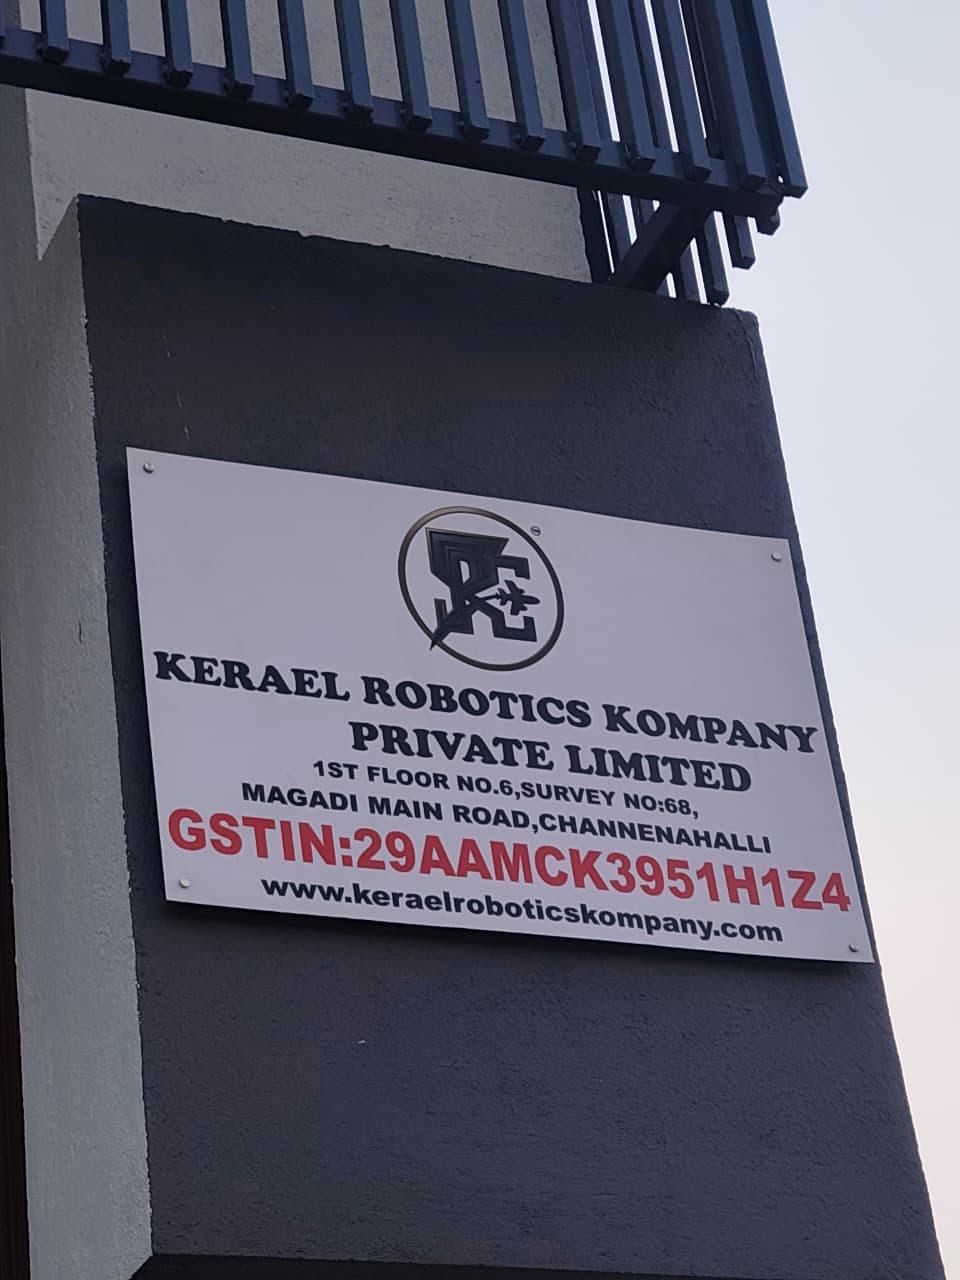 KERAEL ROBOTICS KOMPANY
PRIVATE LIMITED
1ST FLOOR NO.6,SURVEY NO:68,
MAGADI MAIN ROAD,CHANNENAHALLI
GSTIN:29AAMCK3951H1Z4
www.keraelroboticskompany.com